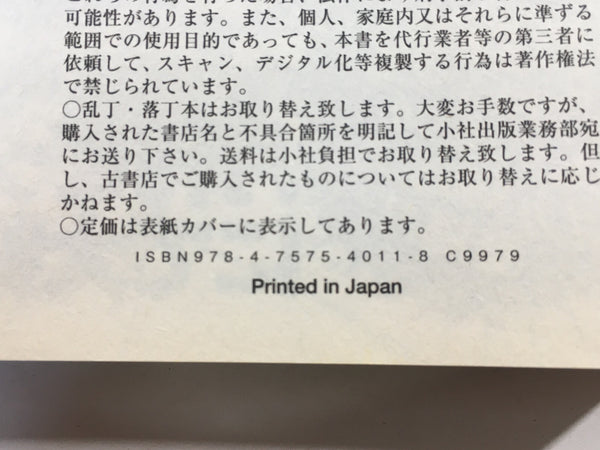 可能性があります。また、個人、家庭内又はそれらに準ずる
範囲での使用目的であっても、本書を代行業者等の第三者に
依頼して、スキャン、デジタル化等複製する行為は著作権法
で禁じられています。
〇乱丁・落丁本はお取り替え致します。大変お手数ですが、
購入された書店名と不具合箇所を明記して小社出版業務部宛
にお送り下さい。送料は小社負担でお取り替え致します。但
し、古書店でご購入されたものについてはお取り替えに応じ
かねます。
〇定価は表紙カバーに表示してあります。
ISBN978-4-7575-4011-8 C9979
Printed in Japan